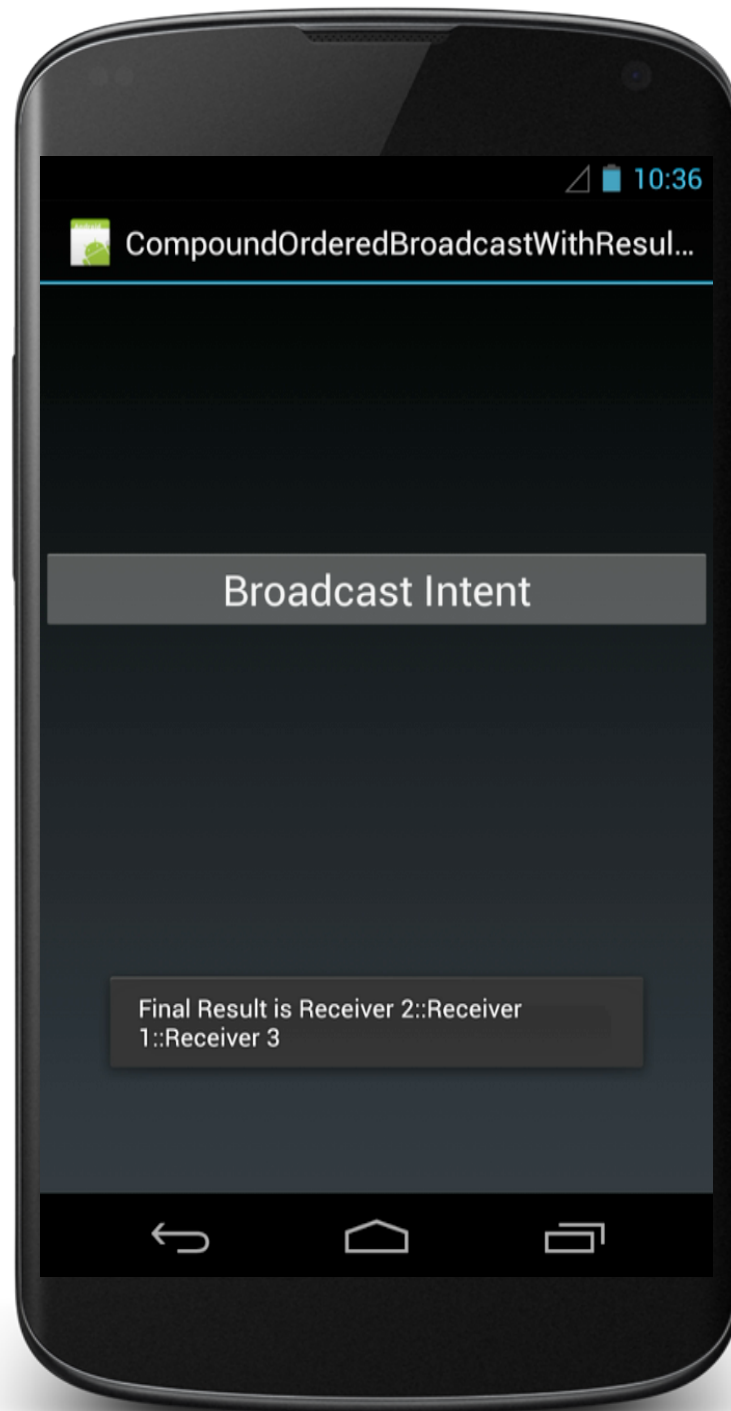 10:36
CompoundOrderedBroadcastWithResul...
Broadcast Intent
Final Result is Receiver 2::Receiver
1::Receiver 3